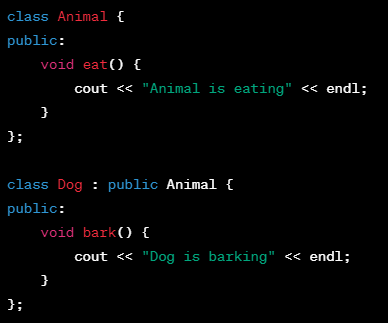 class Animal {
public:
    void eat() {
        cout << "Animal is eating" << endl;
    }
};

class Dog : public Animal {
public:
    void bark() {
        cout << "Dog is barking" << endl;
    }
};